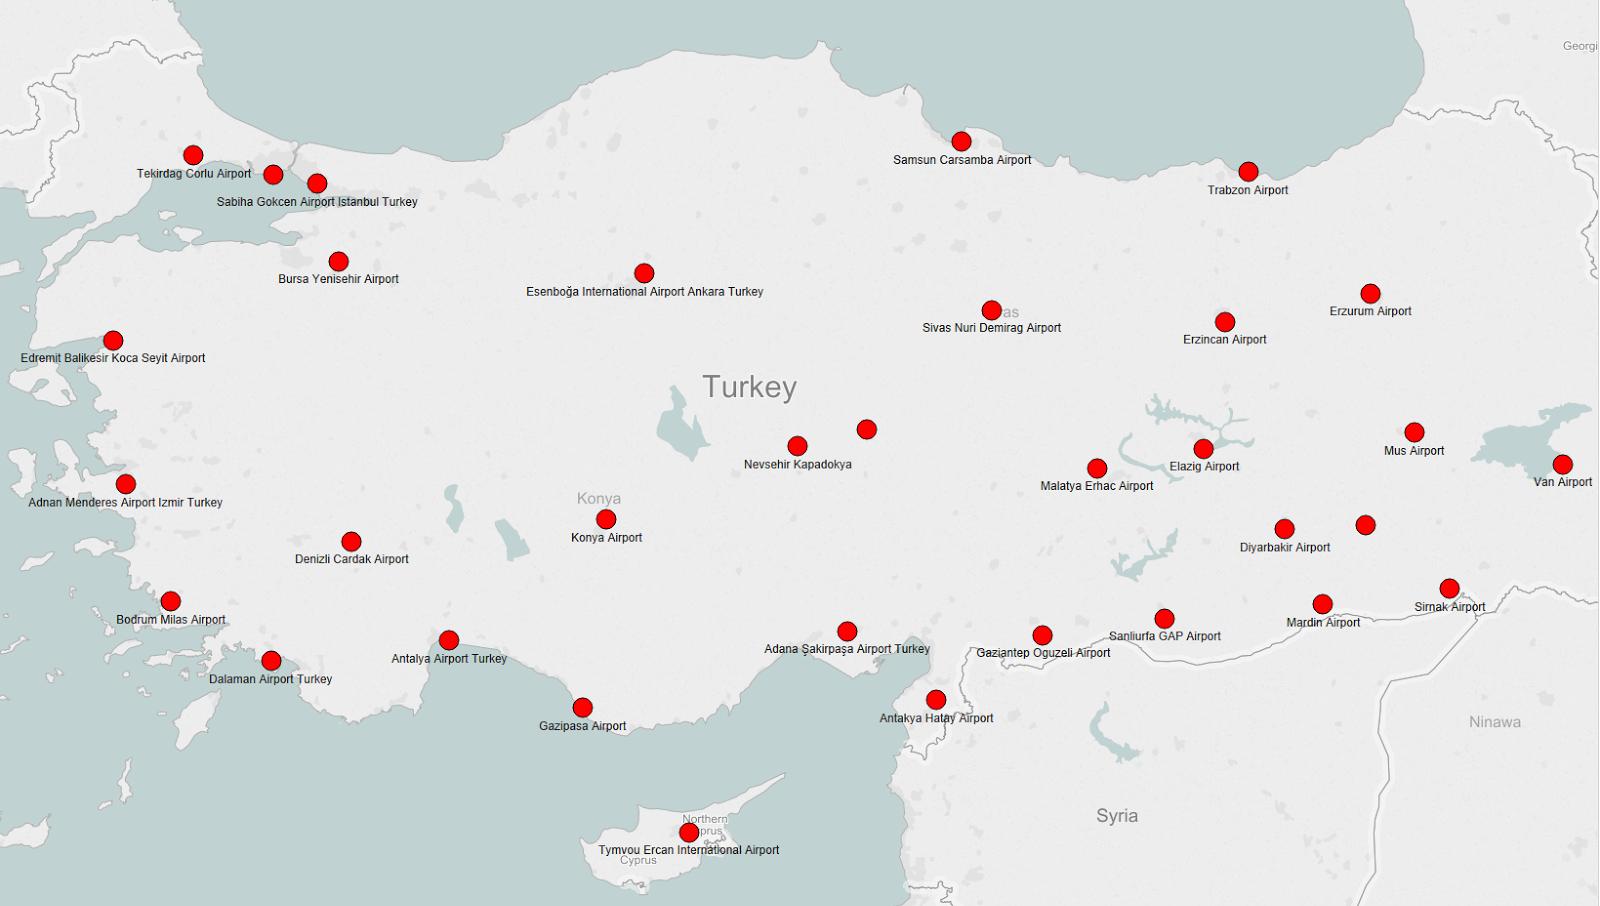 Georgi
Samsun Carsamba Airport
Tekirdag Corlu Airport
Trabzon Airport
Sabiha Gokcen Airport Istanbul Turkey
Bursa Yenisehir Airport
Esenboğa International Airport Ankara Turkey
as
Sivas Nuri Demirag Airport
Erzurum Airport
Erzincan Airport
Edremit Balikesir Koca Seyit Airport
Turkey
Mus Airport
Nevsehir Kapadokya
Elazig Airport
Malatya Erhac Airport
Van Airport
Konya
Adnan Menderes Airport Izmir Turkey
Konya Airport
Diyarbakir Airport
Denizli Cardak Airport
Sirnak Airport
Bodrum Milas Airport
Mardin Airport
Sanliurfa GAP Airport
Adana Şakirpaşa Airport Turkey
Gaziantep Oguzeli Airport
Antalya Airport Turkey
Dalaman Airport Turkey
Antakya Hatay Airport
Gazipasa Airport
Ninawa
Syria
Northern
prus
Tymvou Ercan International Airport
Cyprus